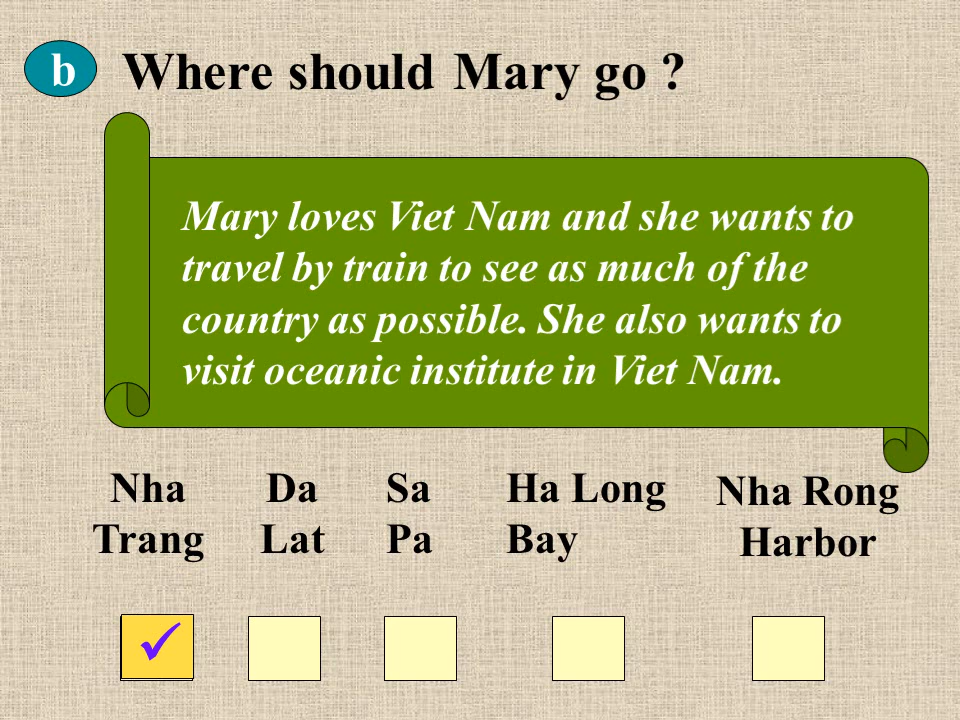 b
Where should Mary go ?
Mary loves Viet Nam and she wants to
travel by train to see as much of the
country as possible. She also wants to
visit oceanic institute in Viet Nam.
Nha
Trang
Da
Lat
Sa
Pa
Ha Long
Bay
Nha Rong
Harbor
✓